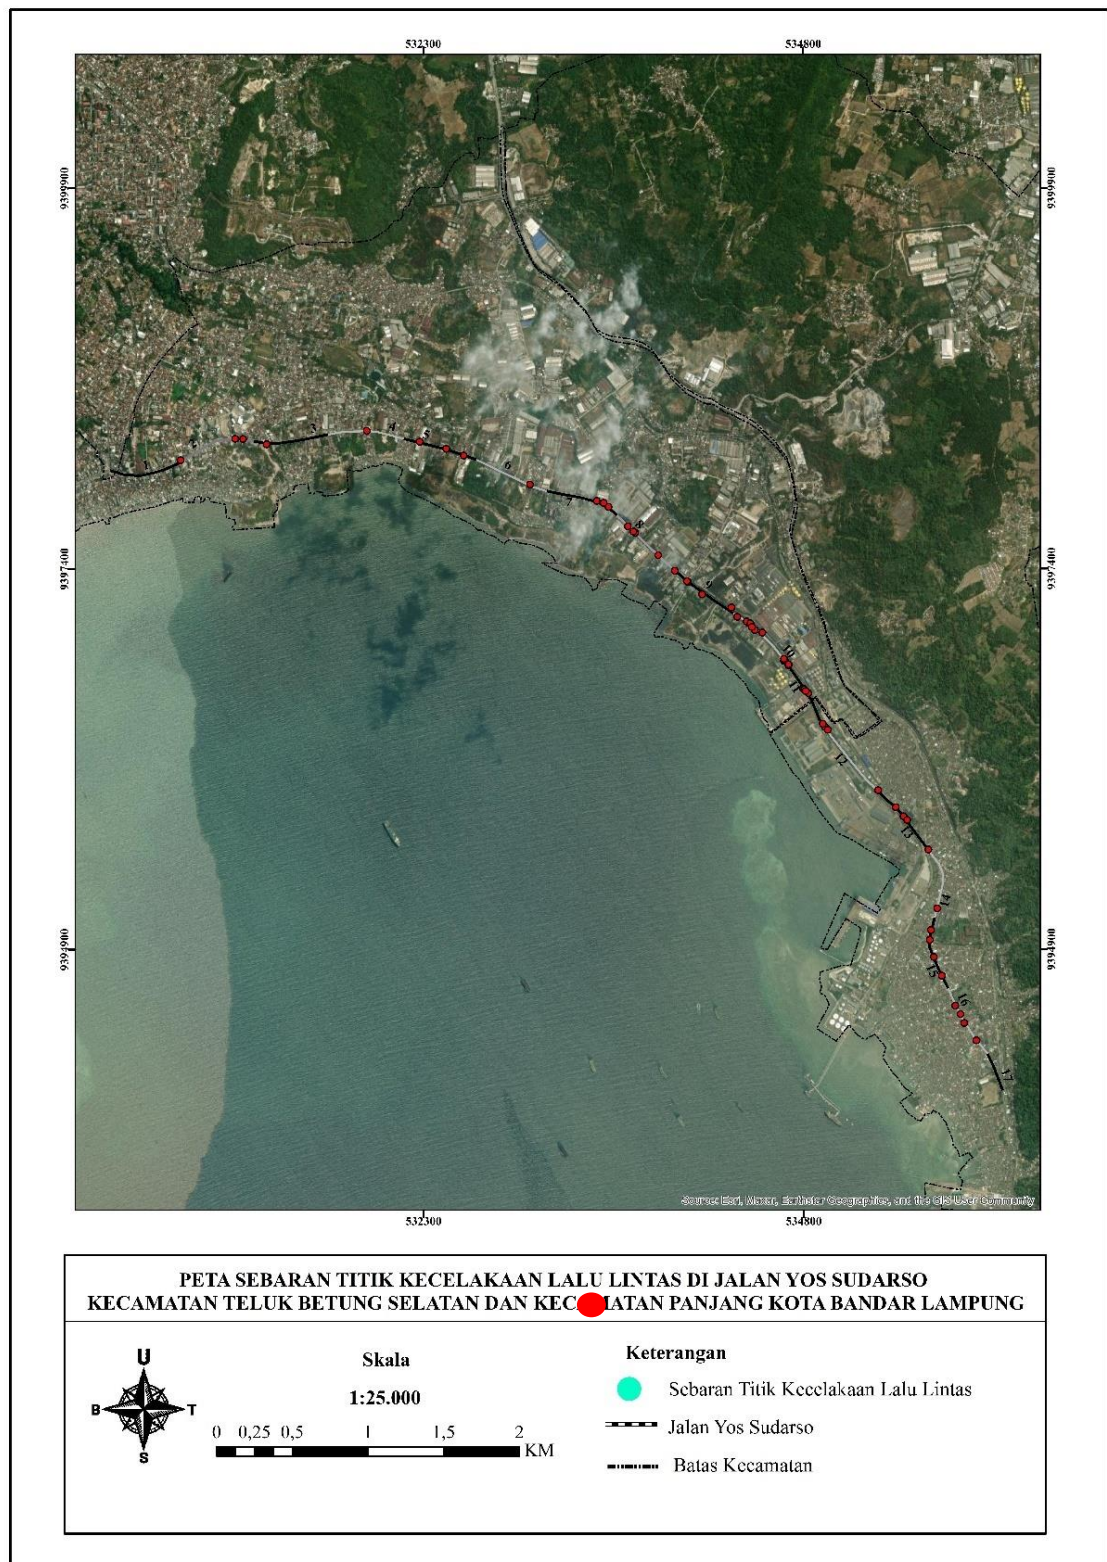 532300
534800
9399900
9399900
1
2
3
4
5
6
7
8
9397400
9397400
9
10
11
12
13
14
9394900
9394900
15
16
17
Source: Esri, Maxar, Earthstar Geographics, and the GIS User Community
532300
534800
PETA SEBARAN TITIK KECELAKAAN LALU LINTAS DI JALAN YOS SUDARSO
KECAMATAN TELUK BETUNG SELATAN DAN KEC MATAN PANJANG KOTA BANDAR LAMPUNG
U
B
T
S
Skala
1:25.000
0 0,25 0,5 1 1,5 2
KM
Keterangan
Sebaran Titik Kecelakaan Lalu Lintas
Jalan Yos Sudarso
Batas Kecamatan